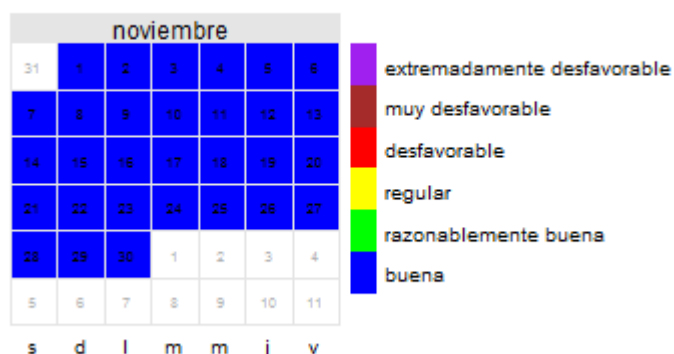 noviembre
31 1 2 3 4 5 6
7 8 9 10 11 12 13
14 15 16 17 18 19 20
21 22 23 24 25 26 27
28 29 30 1 2 3 4
5 6 7 8 9 10 11
s d l m m j v
extremadamente desfavorable
muy desfavorable
desfavorable
regular
razonablemente buena
buena